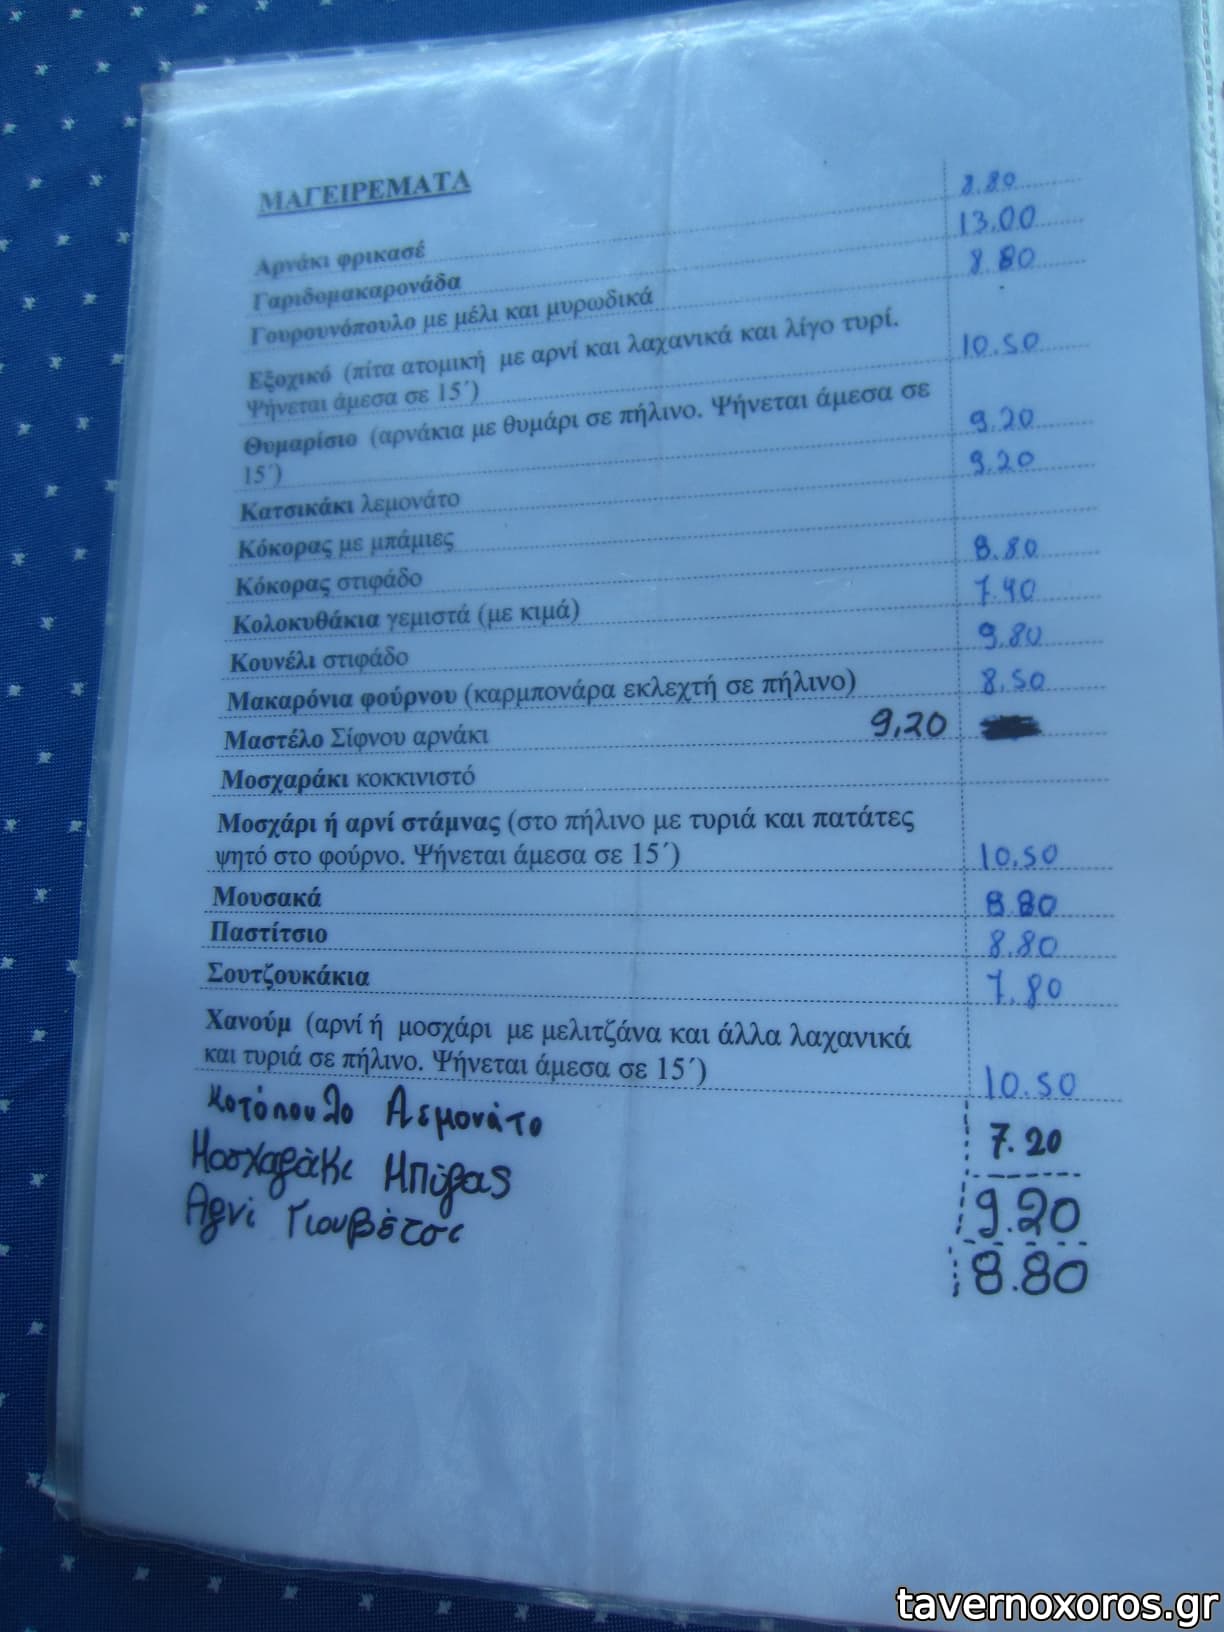 ΜΑΓΕΙΡΕΜΑΤΑ
Αρνάκι φρικασέ 8.80
Γαριδομακαρονάδα 13.00
Γουρουνόπουλο με μέλι και μυρωδικά 8.80
Εξοχικό (πίτα ατομική με αρνί και λαχανικά και λίγο τυρί.
Ψήνεται άμεσα σε 15΄) 10.50
Θυμαρίσιο (αρνάκια με θυμάρι σε πήλινο. Ψήνεται άμεσα σε
15΄) 9.20
Κατσικάκι λεμονάτο 9.20
Κόκορας με μπάμιες
Κόκορας στιφάδο 8.80
Κολοκυθάκια γεμιστά (με κιμά) 7.40
Κουνέλι στιφάδο 9.80
Μακαρόνια φούρνου (καρμπονάρα εκλεχτή σε πήλινο) 8.50
Μαστέλο Σίφνου αρνάκι 9,20
Μοσχαράκι κοκκινιστό
Μοσχάρι ή αρνί στάμνας (στο πήλινο με τυριά και πατάτες
ψητό στο φούρνο. Ψήνεται άμεσα σε 15΄) 10.50
Μουσακά 8.80
Παστίτσιο 8.80
Σουτζουκάκια 7.80
Χανούμ (αρνί ή μοσχάρι με μελιτζάνα και άλλα λαχανικά
και τυριά σε πήλινο. Ψήνεται άμεσα σε 15΄) 10.50
Κοτόπουλο Λεμονάτο 7.20
Μοσχαράκι Μπύρας 9.20
Αρνί Γιουβέτσι 8.80
tavernoxoros.gr